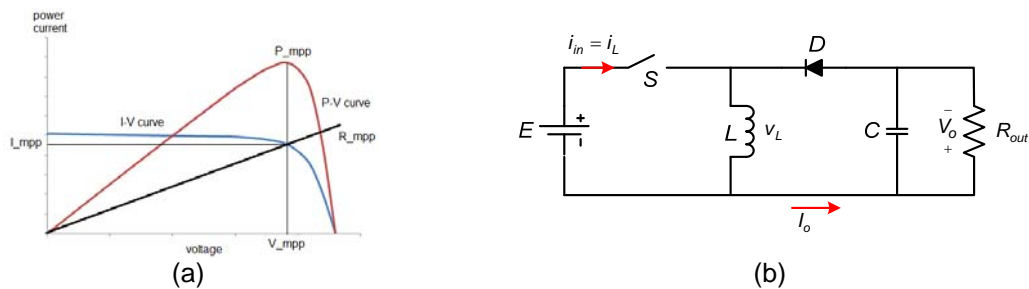 power
current
P_mpp
P-V curve
I-V curve
R_mpp
I_mpp
V_mpp
voltage
(a)
i_in = i_L
S
D
E
+
-
L
v_L
C
−
V_o
+
R_out
I_o
(b)